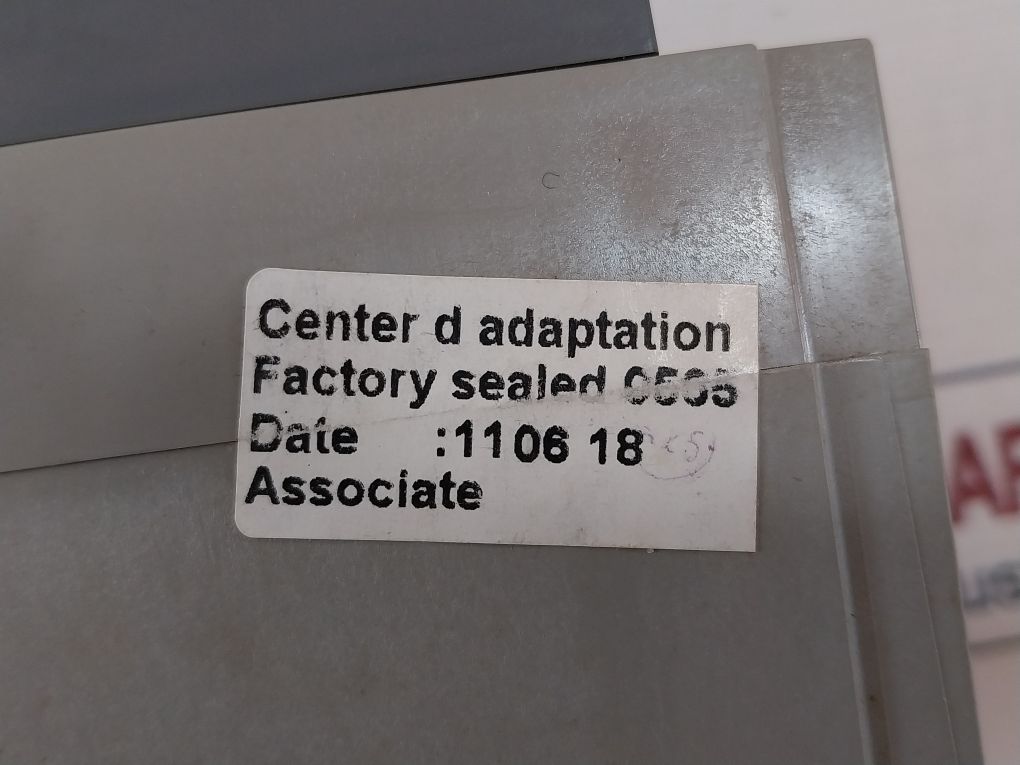 Center d adaptation
Factory sealed
Date :1106 18
Associate